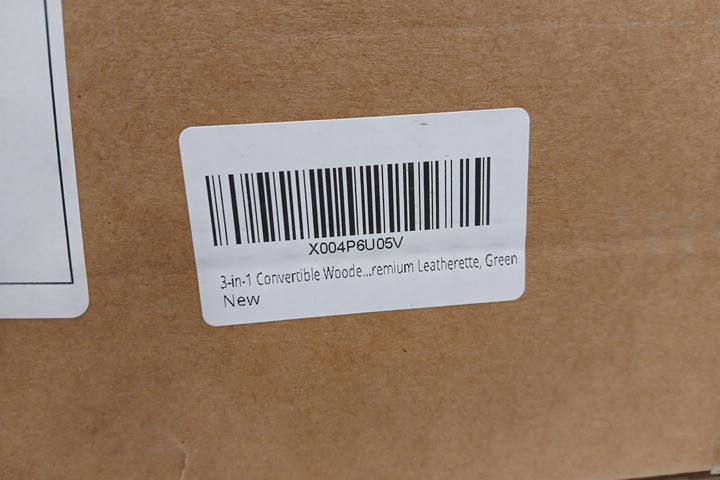 X004P6U05V
3-in-1 Convertible Woode...remium Leatherette, Green
New